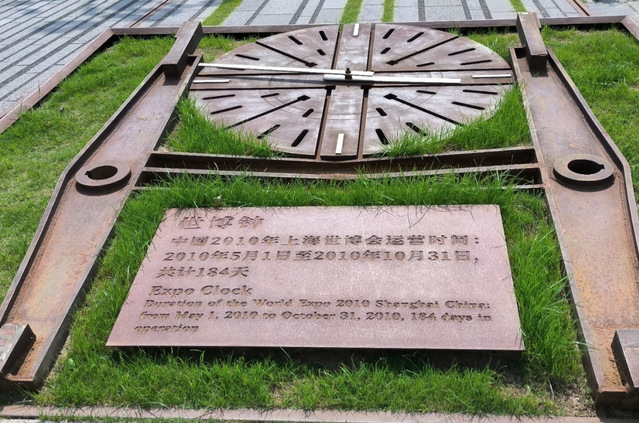 世博钟
中国2010年上海世博会运营时间：
2010年5月1日至2010年10月31日，
共计184天
Expo Clock
Duration of the World Expo 2010 Shanghai China:
from May 1, 2010 to October 31, 2010, 184 days in
operation